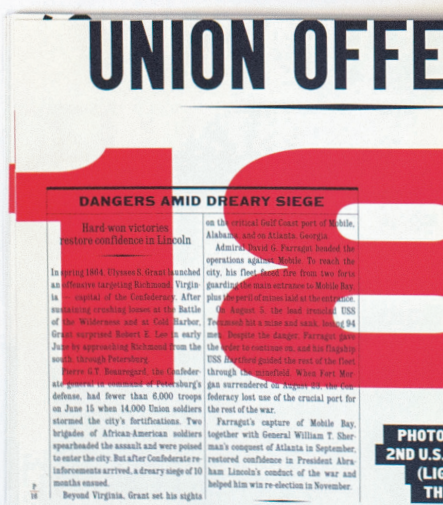 UNION OFFE
18
DANGERS AMID DREARY SIEGE
Hard-won victories
restore confidence in Lincoln
In spring 1864, Ulysses S. Grant launched
an offensive targeting Richmond, Virgin-
ia — capital of the Confederacy. After
sustaining crushing losses at the Battle
of the Wilderness and at Cold Harbor,
Grant surprised Robert E. Lee in early
June by approaching Richmond from the
south, through Petersburg.
Pierre G.T. Beauregard, the Confeder-
ate general in command of Petersburg's
defense, had fewer than 6,000 troops
on June 15 when 14,000 Union soldiers
stormed the city's fortifications. Two
brigades of African-American soldiers
spearheaded the assault and were poised
to enter the city. But after Confederate re-
inforcements arrived, a dreary siege of 10
months ensued.
Beyond Virginia, Grant set his sights
on the critical Gulf Coast port of Mobile,
Alabama, and on Atlanta, Georgia.
Admiral David G. Farragut headed the
operations against Mobile. To reach the
city, his fleet faced fire from two forts
guarding the main entrance to Mobile Bay,
plus the peril of mines laid at the entrance.
On August 5, the lead ironclad USS
Tecumseh hit a mine and sank, losing 94
men. Despite the danger, Farragut gave
the order to continue on, and his flagship
USS Hartford guided the rest of the fleet
through the minefield. When Fort Mor-
gan surrendered on August 23, the Con-
federacy lost use of the crucial port for
the rest of the war.
Farragut's capture of Mobile Bay,
together with General William T. Sher-
man's conquest of Atlanta in September,
restored confidence in President Abra-
ham Lincoln's conduct of the war and
helped him win re-election in November.
PHOTO
2ND U.S.
(LIG
TH
P
16